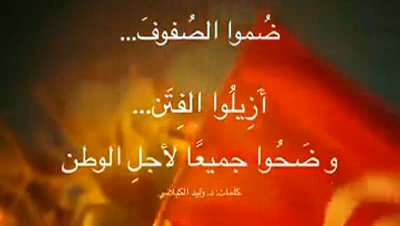 ضُموا الصُفوفَ...
أَزِيلُوا الفِتَن...
و ضَحُوا جميعًا لأجلِ الوطن
كلمات: د. وليد الكيلاني